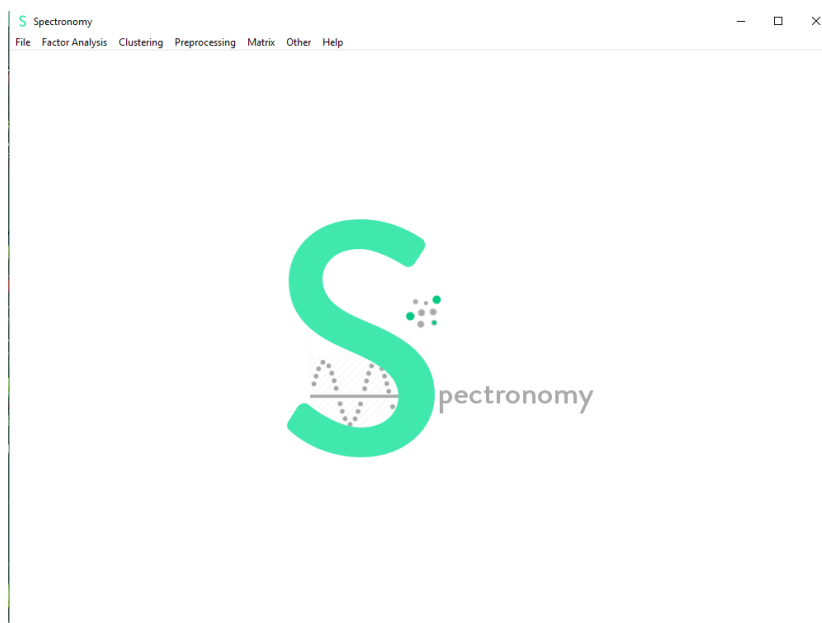 S Spectronomy
File Factor Analysis Clustering Preprocessing Matrix Other Help
Spectronomy